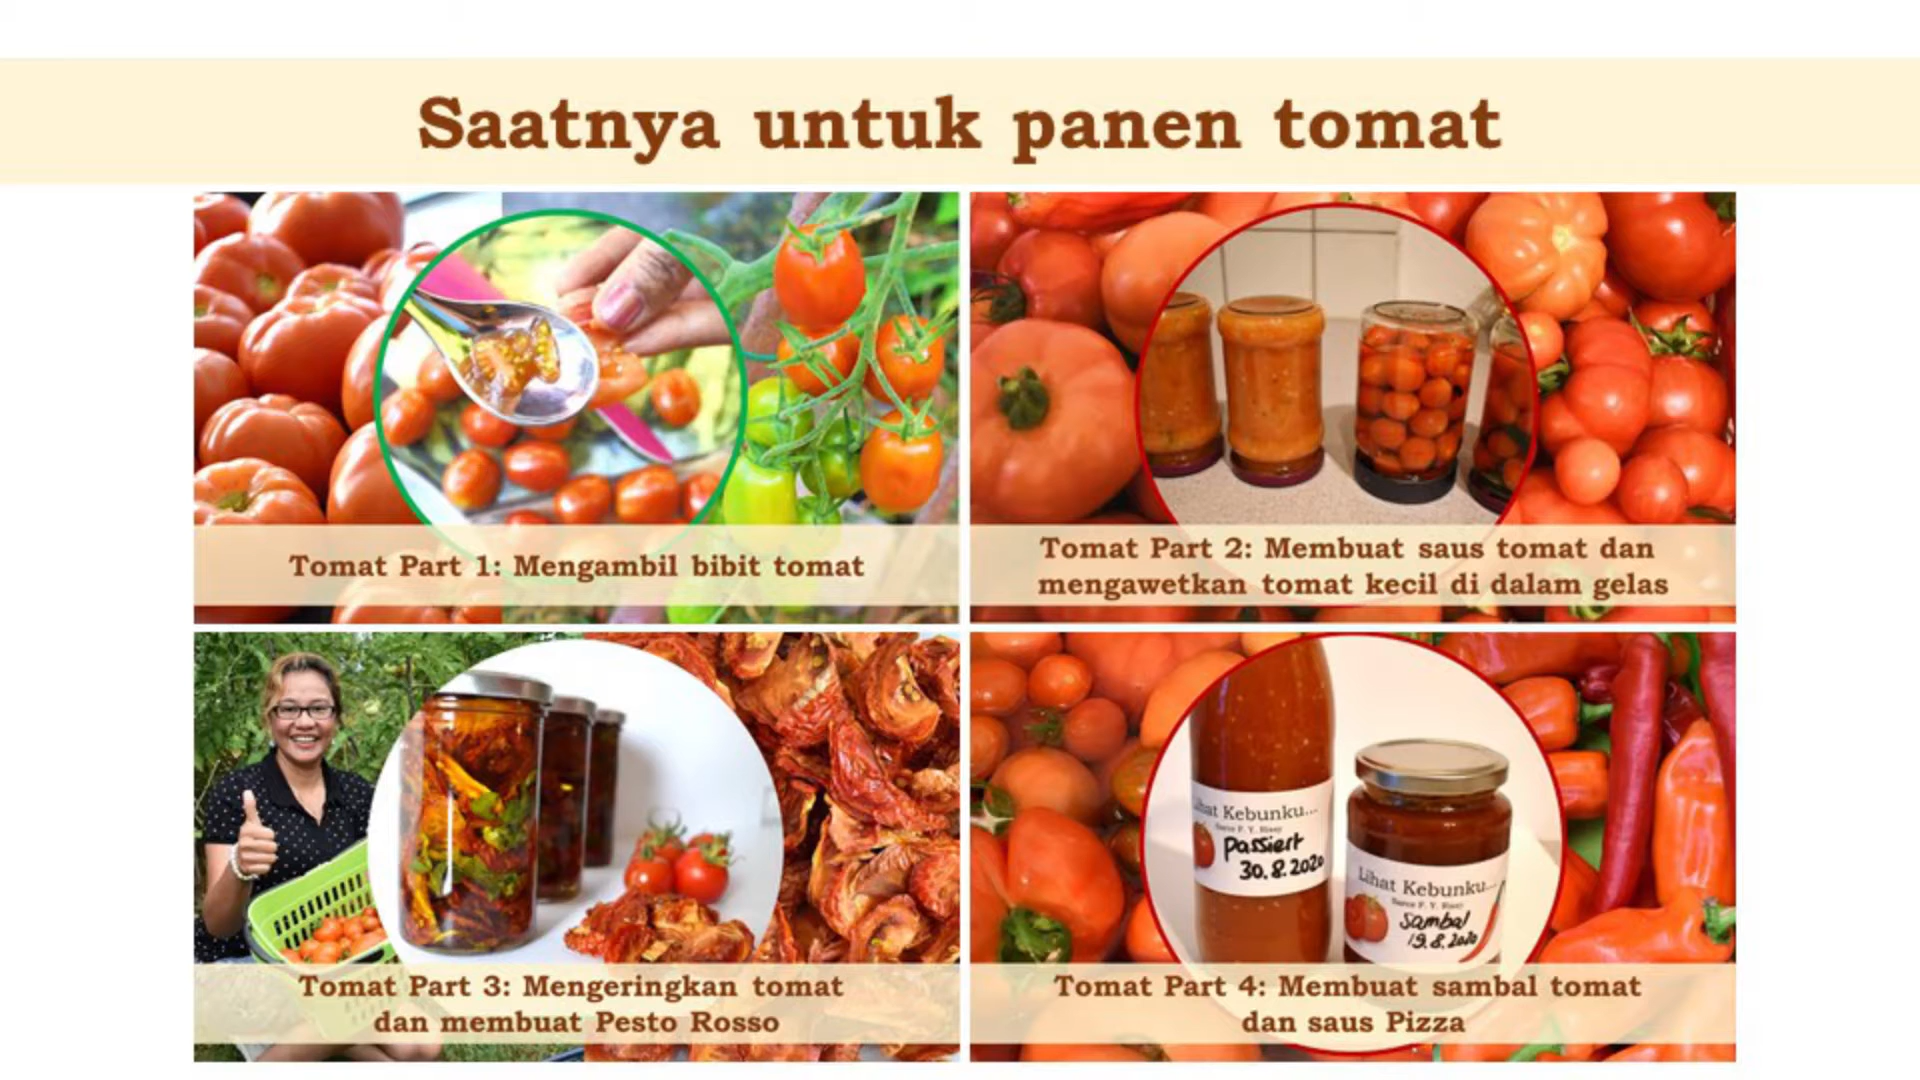 Saatnya untuk panen tomat
Tomat Part 1: Mengambil bibit tomat
Tomat Part 2: Membuat saus tomat dan
mengawetkan tomat kecil di dalam gelas
Tomat Part 3: Mengeringkan tomat
dan membuat Pesto Rosso
Lihat Kebunku...
passiert
30.8.2020
Lihat Kebunku...
Sambal
19.8.2020
Tomat Part 4: Membuat sambal tomat
dan saus Pizza